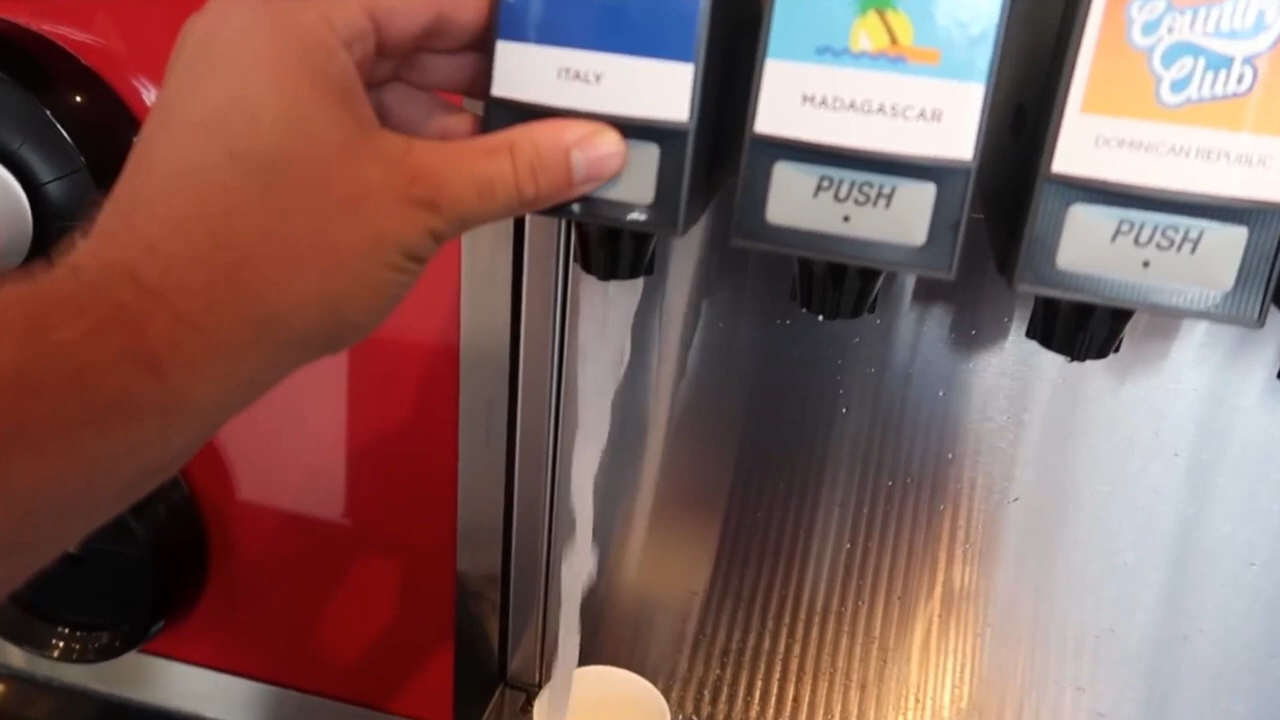 ITALY
MADAGASCAR
PUSH
Country
Club
DOMINICAN REPUBLIC
PUSH